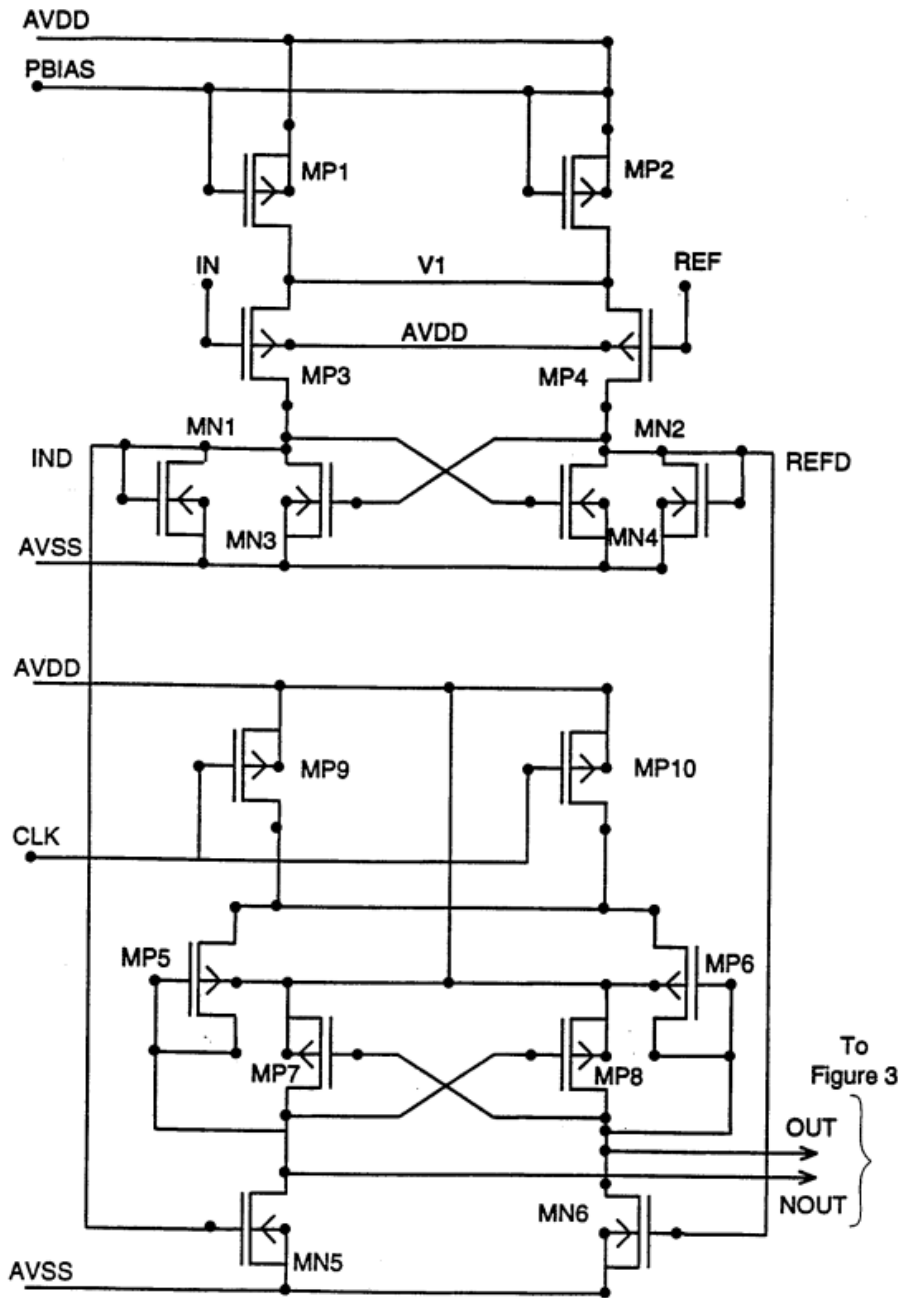 AVDD
PBIAS
MP1
MP2
IN
V1
REF
AVDD
MP3
MP4
MN1
MN2
IND
REFD
MN3
MN4
AVSS
AVDD
MP9
MP10
CLK
MP5
MP6
MP7
MP8
To
Figure 3
OUT
NOUT
MN6
MN5
AVSS